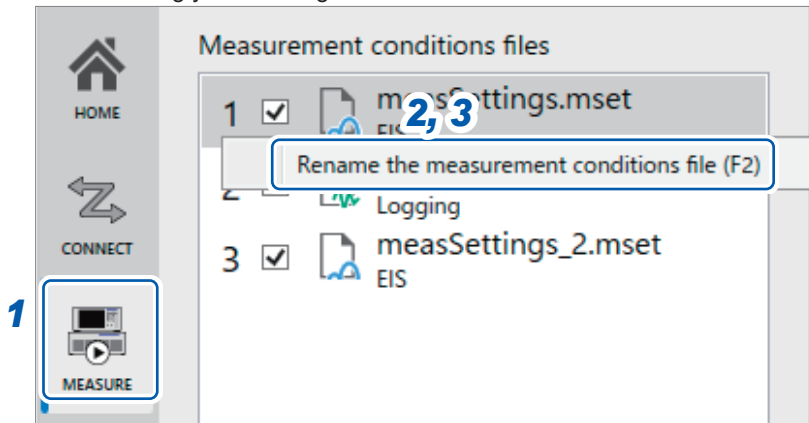 Measurement conditions files
HOME
1 measSettings.mset
2, 3
EIS
Rename the measurement conditions file (F2)
2
Logging
CONNECT
3 measSettings_2.mset
EIS
1
MEASURE